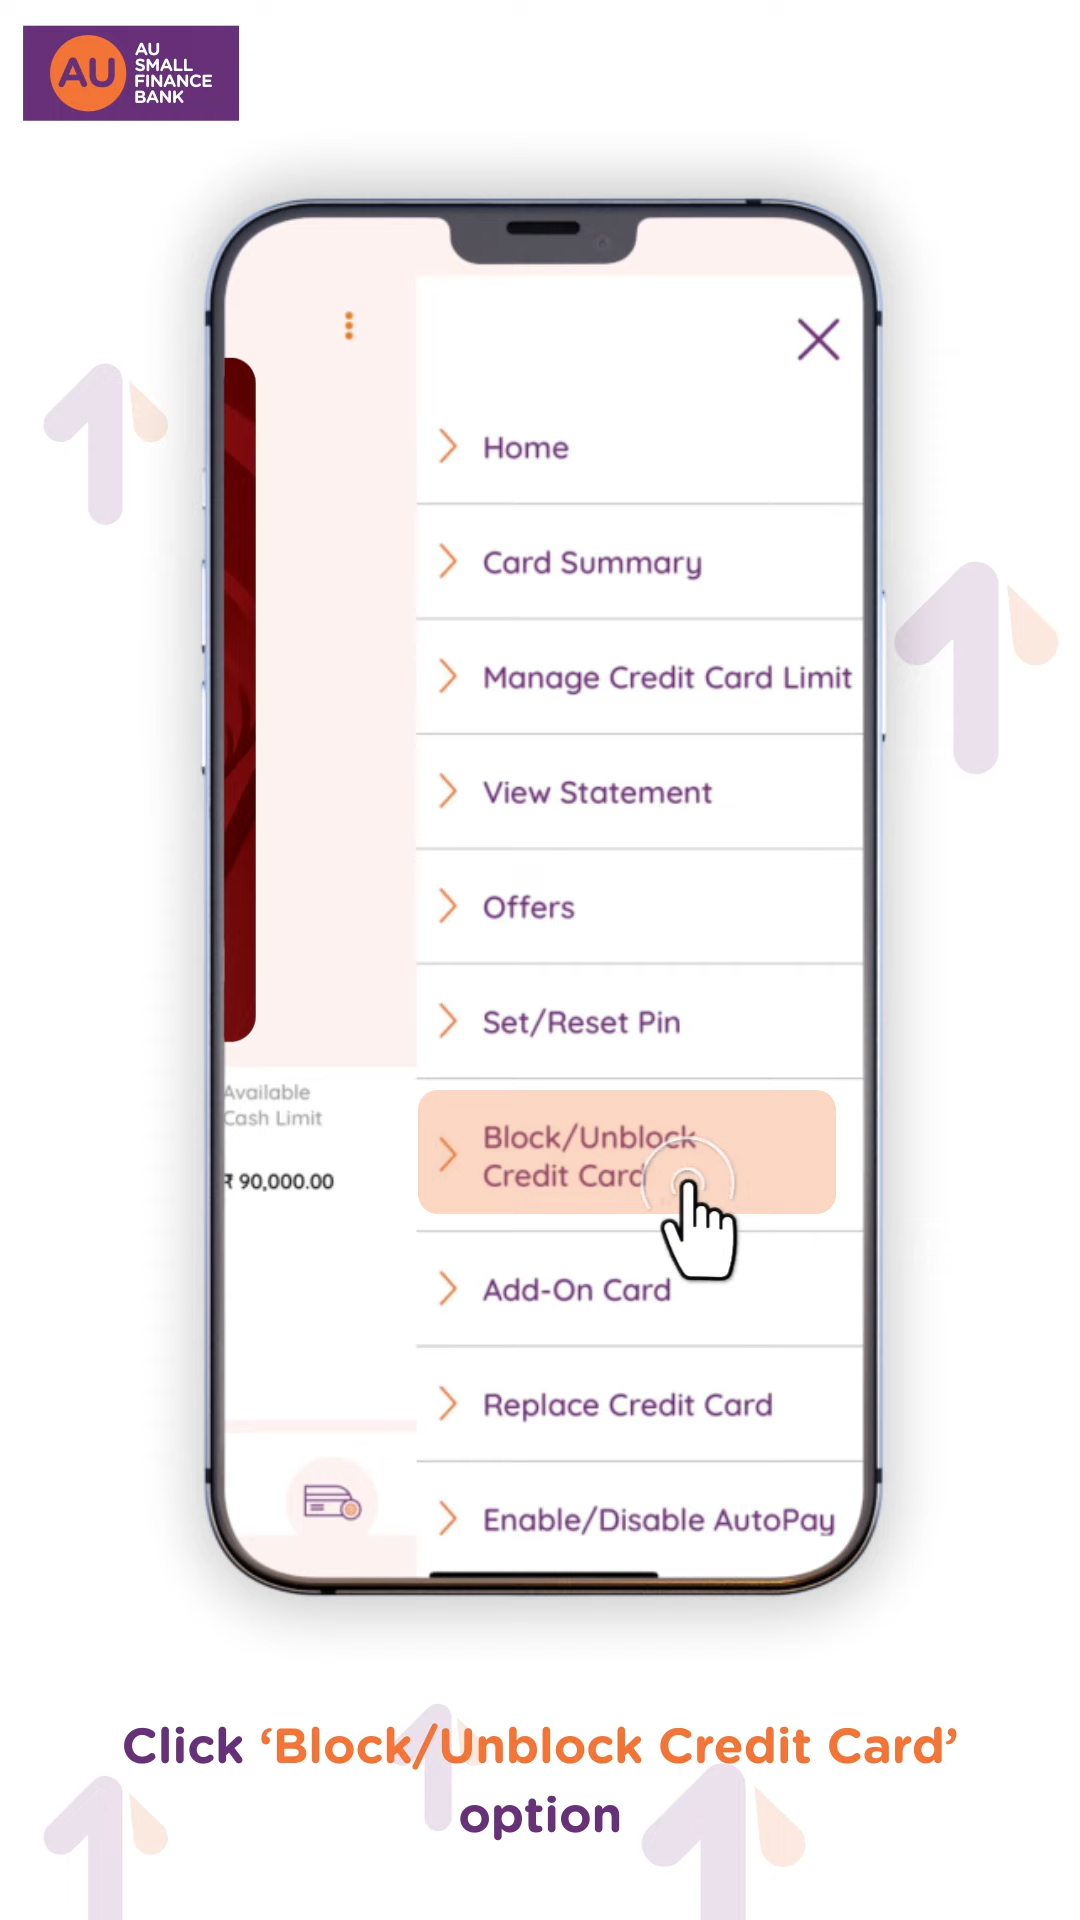 AU
AU
SMALL
FINANCE
BANK
Home
Card Summary
Manage Credit Card Limit
View Statement
Offers
Set/Reset Pin
Available
Cash Limit
₹ 90,000.00
Block/Unblock
Credit Card
Add-On Card
Replace Credit Card
Enable/Disable AutoPay
Click ‘Block/Unblock Credit Card’
option